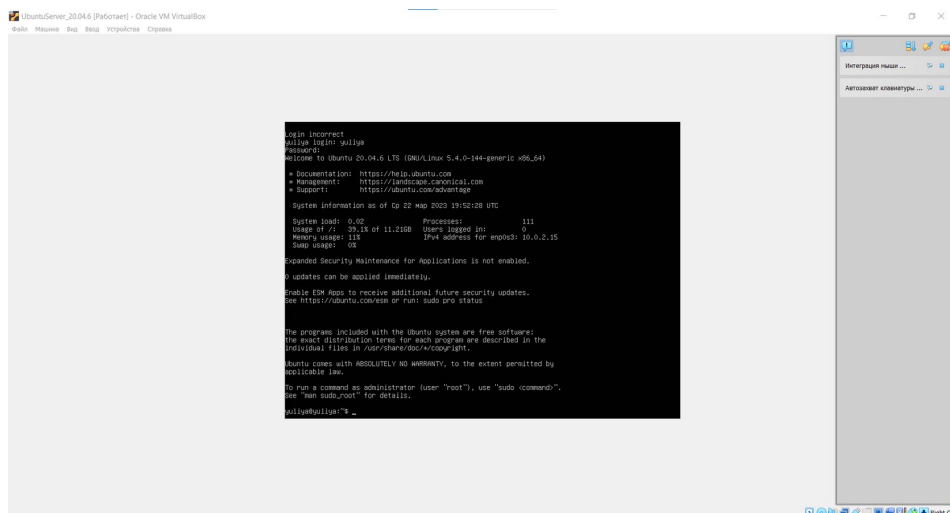 UbuntuServer_20.04.6 [Работает] - Oracle VM VirtualBox
Файл Машина Вид Ввод Устройства Справка
Интеграция мыши ...
Автозахват клавиатуры ...
Login incorrect
yuliya login: yuliya
Password:
Welcome to Ubuntu 20.04.6 LTS (GNU/Linux 5.4.0-144-generic x86_64)
* Documentation: https://help.ubuntu.com
* Management: https://landscape.canonical.com
* Support: https://ubuntu.com/advantage
System information as of Ср 22 мар 2023 19:52:28 UTC
System load: 0.02 Processes: 111
Usage of /: 39.1% of 11.21GB Users logged in: 0
Memory usage: 11% IPv4 address for enp0s3: 10.0.2.15
Swap usage: 0%
Expanded Security Maintenance for Applications is not enabled.
0 updates can be applied immediately.
Enable ESM Apps to receive additional future security updates.
See https://ubuntu.com/esm or run: sudo pro status
The programs included with the Ubuntu system are free software;
the exact distribution terms for each program are described in the
individual files in /usr/share/doc/*/copyright.
Ubuntu comes with ABSOLUTELY NO WARRANTY, to the extent permitted by
applicable law.
To run a command as administrator (user "root"), use "sudo <command>".
See "man sudo_root" for details.
yuliya@yuliya:~$ _
Right